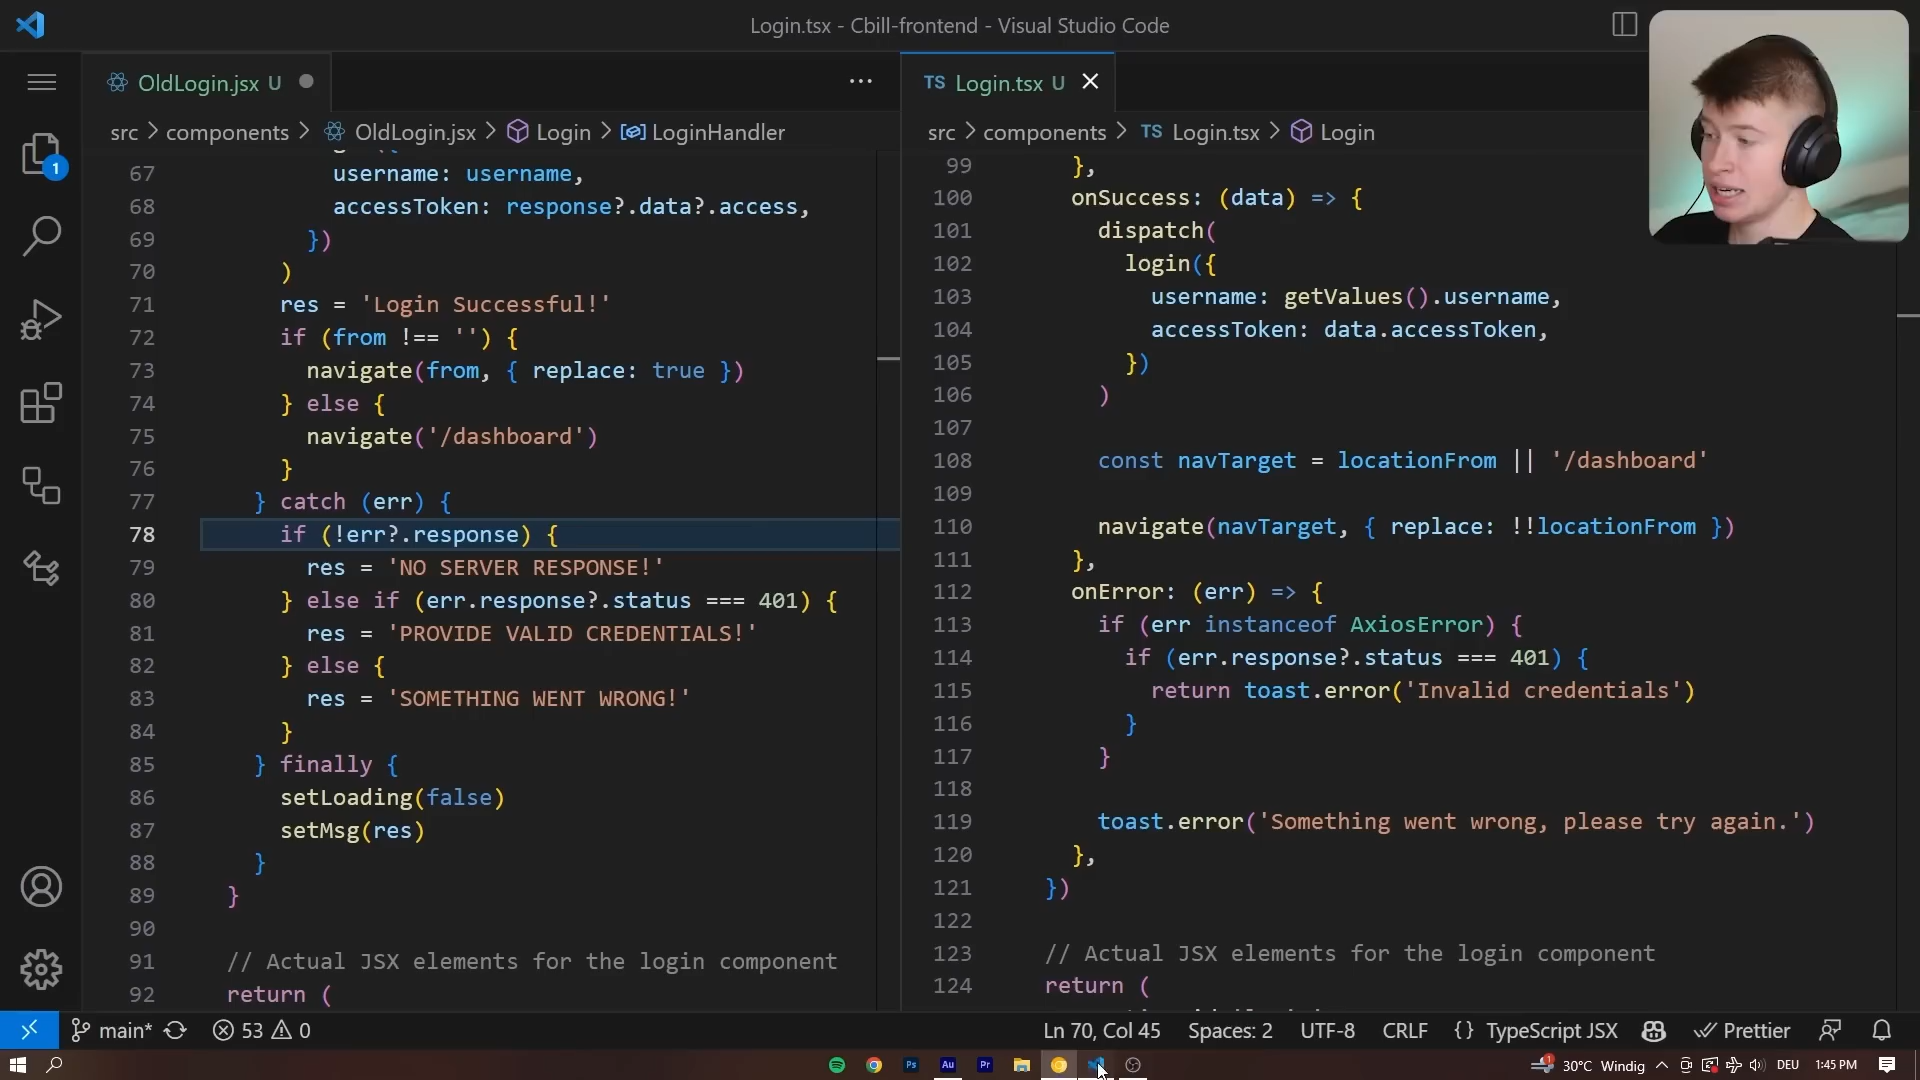 Login.tsx - Cbill-frontend - Visual Studio Code
OldLogin.jsx U
src > components > OldLogin.jsx > Login > LoginHandler
67 username: username,
68 accessToken: response?.data?.access,
69 })
70 )
71 res = 'Login Successful!'
72 if (from !== '') {
73 navigate(from, { replace: true })
74 } else {
75 navigate('/dashboard')
76 }
77 } catch (err) {
78 if (!err?.response) {
79 res = 'NO SERVER RESPONSE!'
80 } else if (err.response?.status === 401) {
81 res = 'PROVIDE VALID CREDENTIALS!'
82 } else {
83 res = 'SOMETHING WENT WRONG!'
84 }
85 } finally {
86 setLoading(false)
87 setMsg(res)
88 }
89 }
90
91 // Actual JSX elements for the login component
92 return (
TS Login.tsx U
src > components > TS Login.tsx > Login
99 },
100 onSuccess: (data) => {
101 dispatch(
102 login({
103 username: getValues().username,
104 accessToken: data.accessToken,
105 })
106 )
107
108 const navTarget = locationFrom || '/dashboard'
109
110 navigate(navTarget, { replace: !!locationFrom })
111 },
112 onError: (err) => {
113 if (err instanceof AxiosError) {
114 if (err.response?.status === 401) {
115 return toast.error('Invalid credentials')
116 }
117 }
118
119 toast.error('Something went wrong, please try again.')
120 },
121 })
122
123 // Actual JSX elements for the login component
124 return (
1
main* 53 0 Ln 70, Col 45 Spaces: 2 UTF-8 CRLF {} TypeScript JSX Prettier
Ps Au Pr 1 30°C Windig DEU 1:45 PM